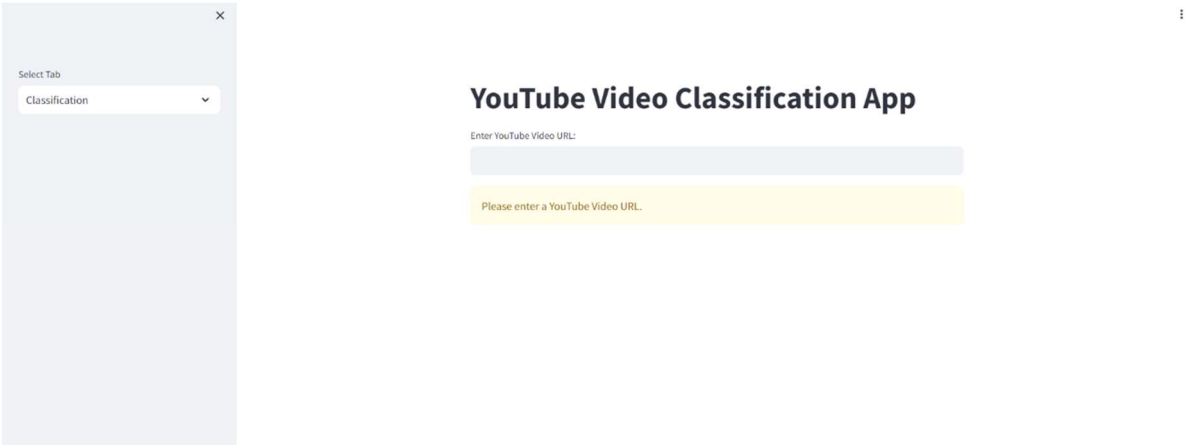 Select Tab
Classification
YouTube Video Classification App
Enter YouTube Video URL:
Please enter a YouTube Video URL.